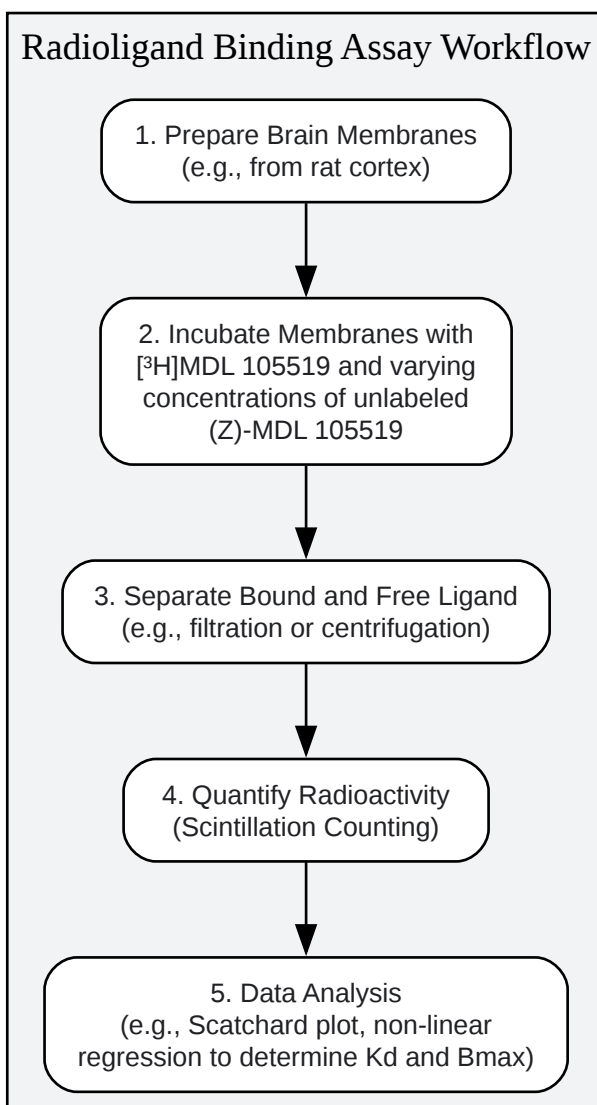 Radioligand Binding Assay Workflow
1. Prepare Brain Membranes
(e.g., from rat cortex)
2. Incubate Membranes with
[³H]MDL 105519 and varying
concentrations of unlabeled
(Z)-MDL 105519
3. Separate Bound and Free Ligand
(e.g., filtration or centrifugation)
4. Quantify Radioactivity
(Scintillation Counting)
5. Data Analysis
(e.g., Scatchard plot, non-linear
regression to determine Kd and Bmax)